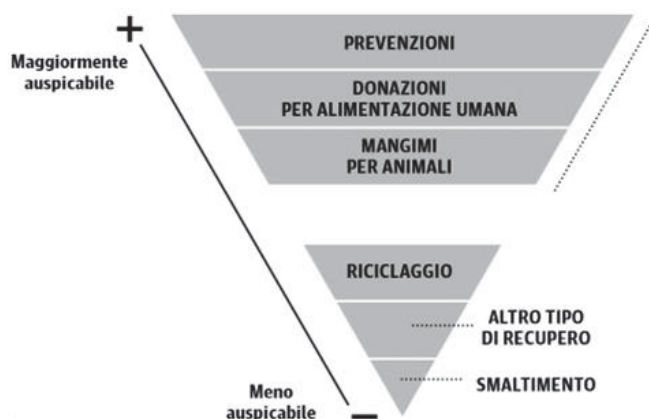 +
Maggiormente
auspicabile
PREVENZIONI
DONAZIONI
PER ALIMENTAZIONE UMANA
MANGIMI
PER ANIMALI
RICICLAGGIO
ALTRO TIPO
DI RECUPERO
SMALTIMENTO
Meno
auspicabile
–